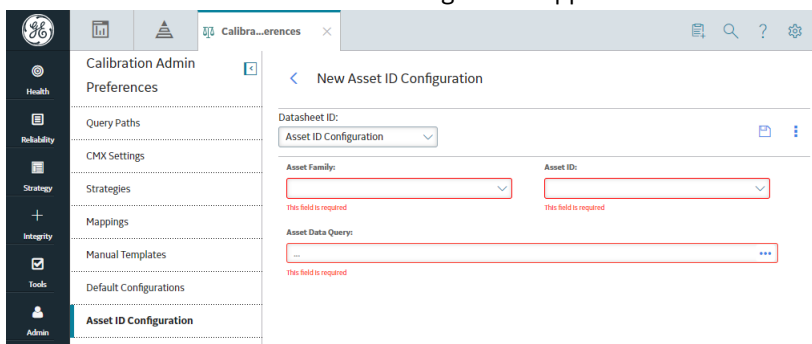 Calibra...erences
?
Health
Reliability
Strategy
Integrity
Tools
Admin
Calibration Admin
Preferences
Query Paths
CMX Settings
Strategies
Mappings
Manual Templates
Default Configurations
Asset ID Configuration
New Asset ID Configuration
Datasheet ID:
Asset ID Configuration
Asset Family:
Asset ID:
This field is required
This field is required
Asset Data Query:
...
This field is required